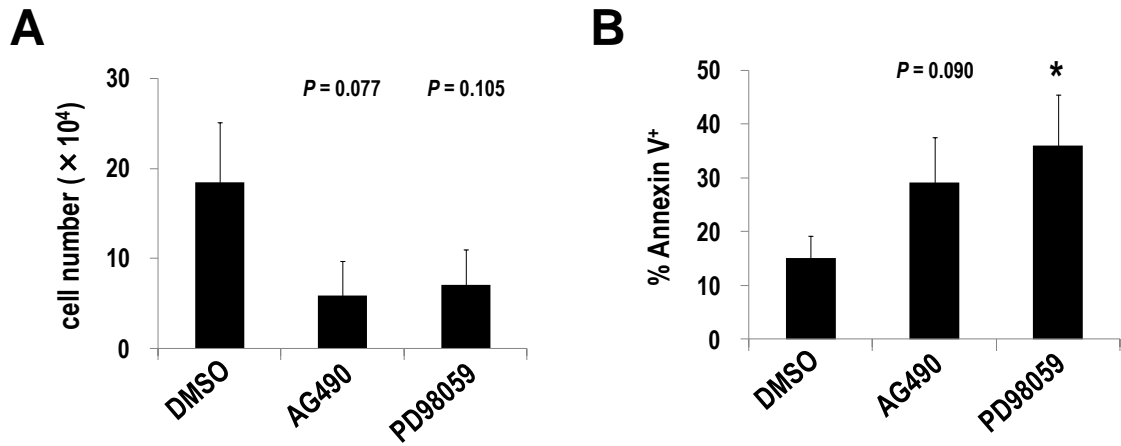 A
cell number ( × 10⁴)
30
20
10
0
P = 0.077
P = 0.105
DMSO
AG490
PD98059
B
% Annexin V⁺
50
40
30
20
10
0
P = 0.090
*
DMSO
AG490
PD98059